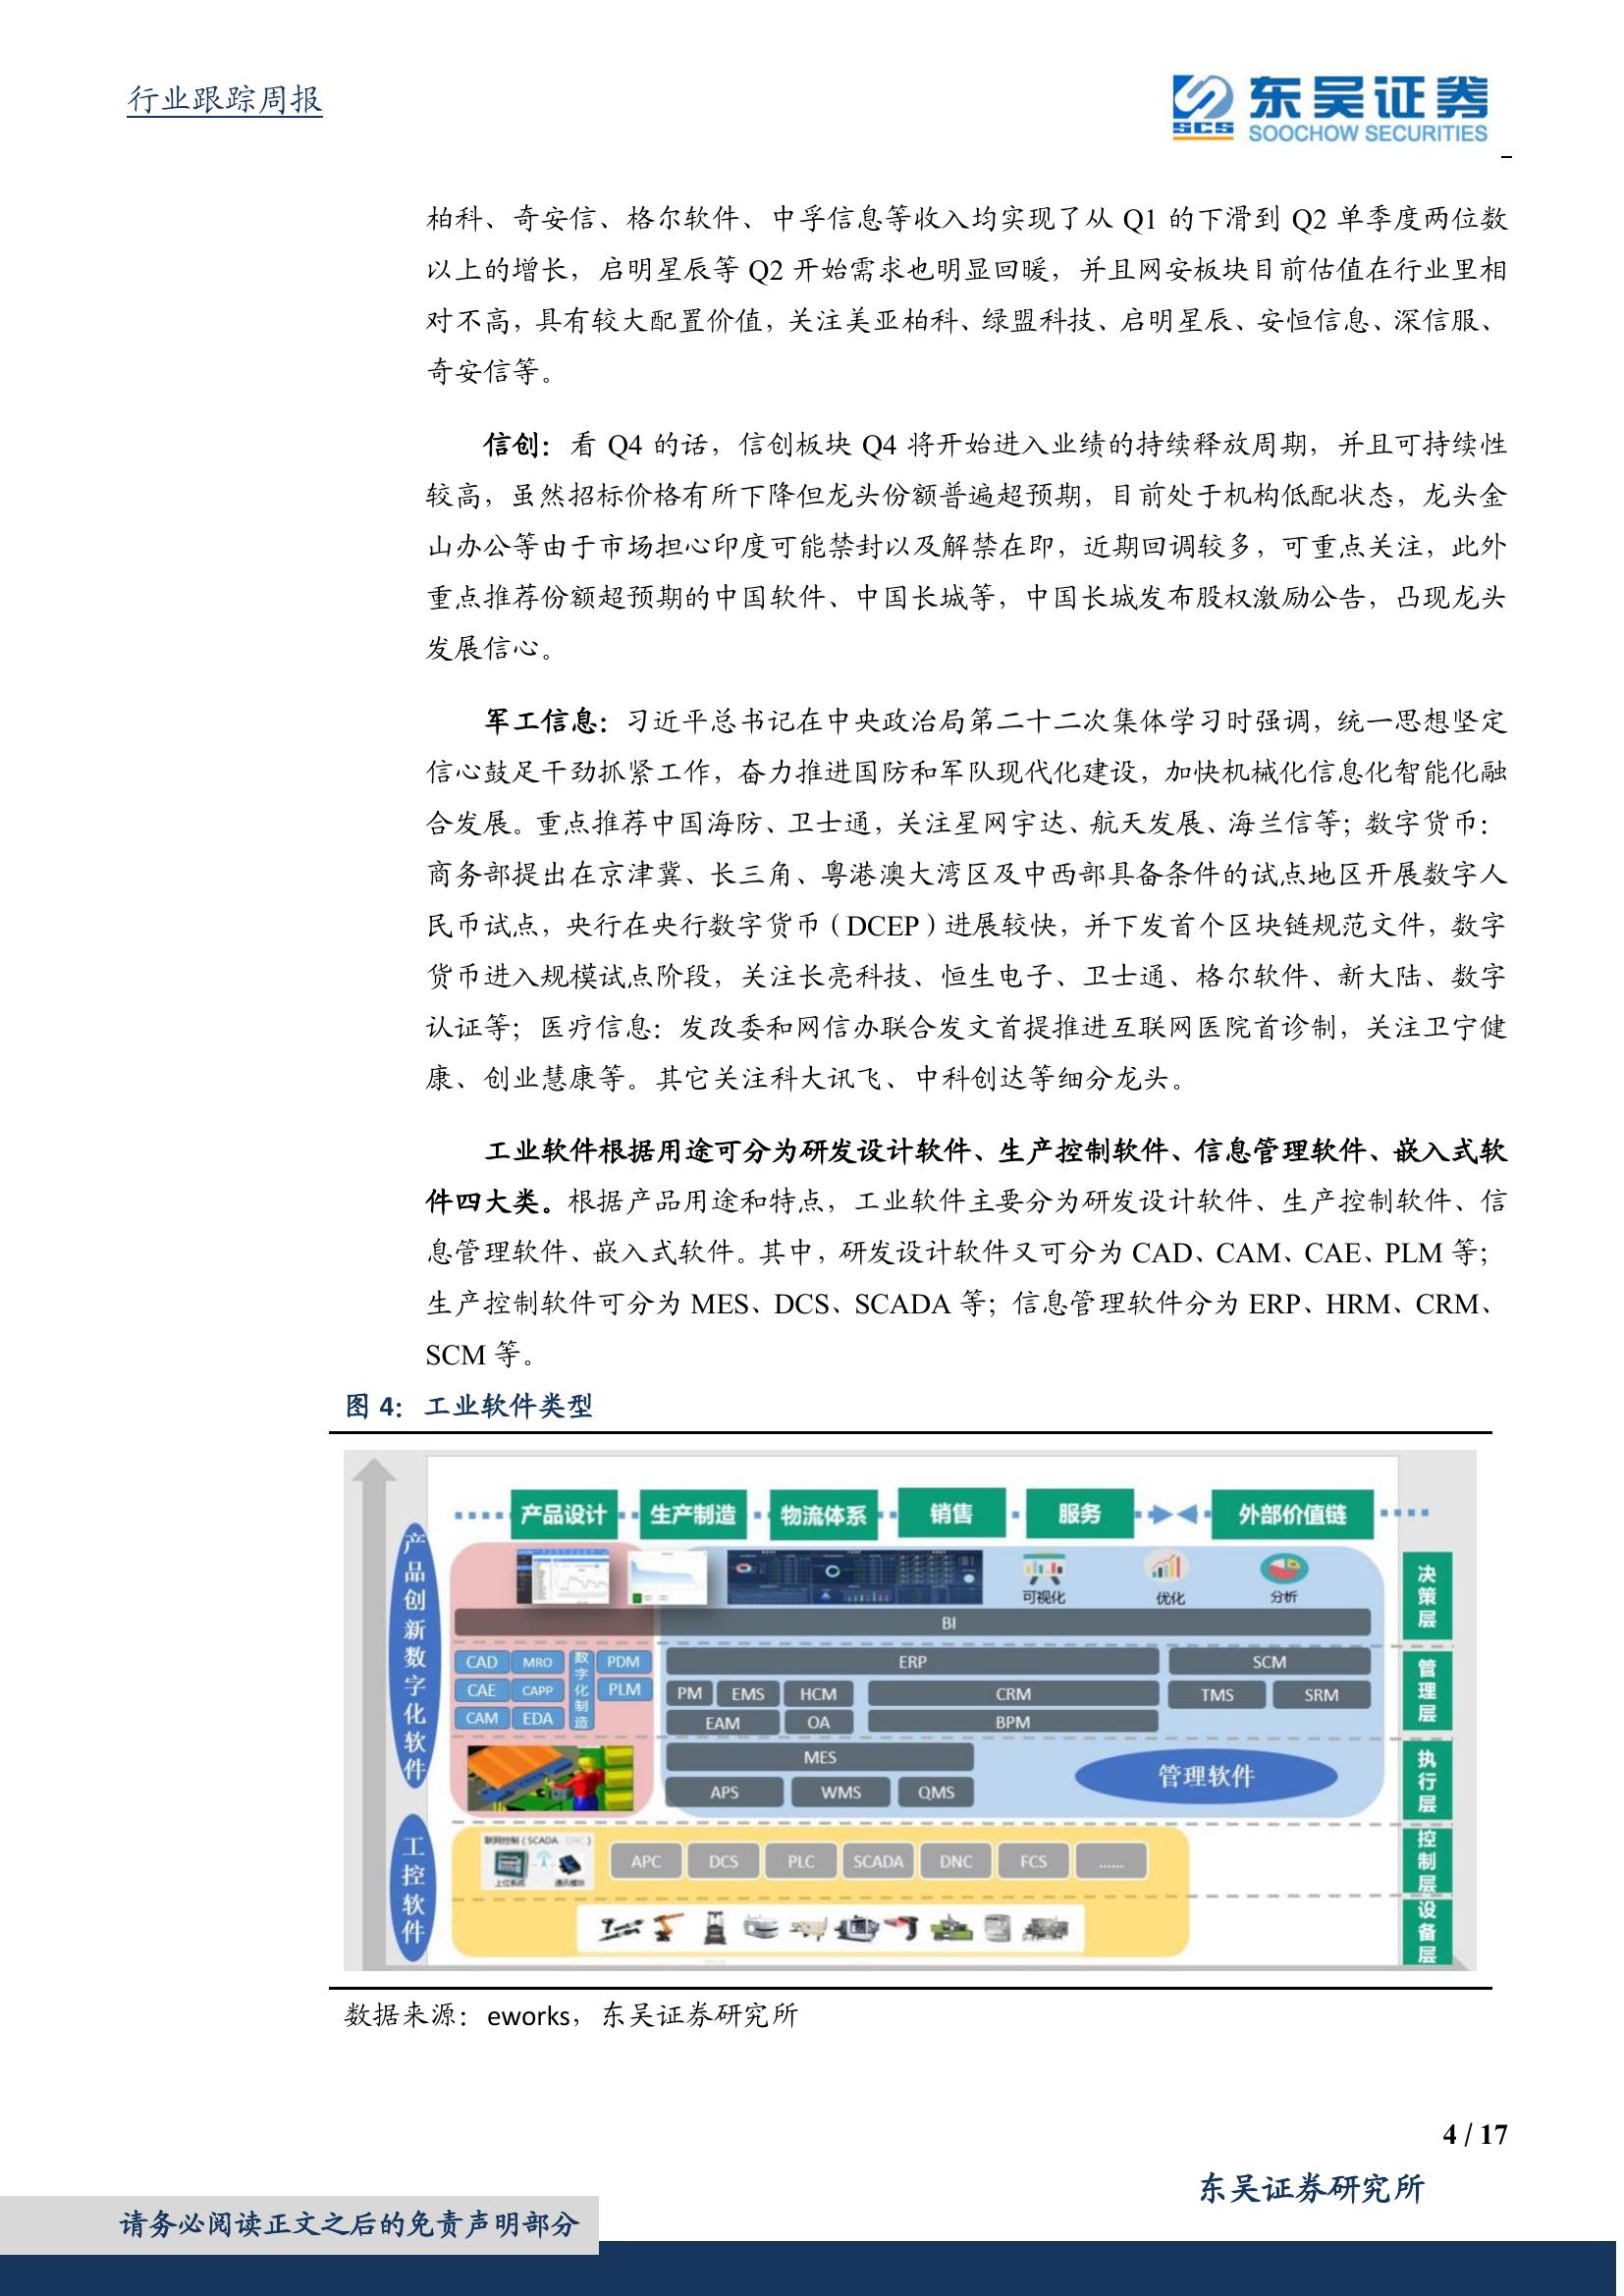 行业跟踪周报
SCS 东吴证券
SOOCHOW SECURITIES
柏科、奇安信、格尔软件、中孚信息等收入均实现了从 Q1 的下滑到 Q2 单季度两位数
以上的增长，启明星辰等 Q2 开始需求也明显回暖，并且网安板块目前估值在行业里相
对不高，具有较大配置价值，关注美亚柏科、绿盟科技、启明星辰、安恒信息、深信服、
奇安信等。
信创：看 Q4 的话，信创板块 Q4 将开始进入业绩的持续释放周期，并且可持续性
较高，虽然招标价格有所下降但龙头份额普遍超预期，目前处于机构低配状态，龙头金
山办公等由于市场担心印度可能禁封以及解禁在即，近期回调较多，可重点关注，此外
重点推荐份额超预期的中国软件、中国长城等，中国长城发布股权激励公告，凸现龙头
发展信心。
军工信息：习近平总书记在中央政治局第二十二次集体学习时强调，统一思想坚定
信心鼓足干劲抓紧工作，奋力推进国防和军队现代化建设，加快机械化信息化智能化融
合发展。重点推荐中国海防、卫士通，关注星网宇达、航天发展、海兰信等；数字货币：
商务部提出在京津冀、长三角、粤港澳大湾区及中西部具备条件的试点地区开展数字人
民币试点，央行在央行数字货币（DCEP）进展较快，并下发首个区块链规范文件，数字
货币进入规模试点阶段，关注长亮科技、恒生电子、卫士通、格尔软件、新大陆、数字
认证等；医疗信息：发改委和网信办联合发文首提推进互联网医院首诊制，关注卫宁健
康、创业慧康等。其它关注科大讯飞、中科创达等细分龙头。
工业软件根据用途可分为研发设计软件、生产控制软件、信息管理软件、嵌入式软
件四大类。根据产品用途和特点，工业软件主要分为研发设计软件、生产控制软件、信
息管理软件、嵌入式软件。其中，研发设计软件又可分为 CAD、CAM、CAE、PLM 等；
生产控制软件可分为 MES、DCS、SCADA 等；信息管理软件分为 ERP、HRM、CRM、
SCM 等。
图 4： 工业软件类型
产品设计 生产制造 物流体系 销售 服务 外部价值链
产品创新数字化软件
可视化 优化 分析
BI
决策层
CAD MRO 数字化制造 PDM
CAE CAPP PLM
CAM EDA
ERP SCM
PM EMS HCM CRM TMS SRM
EAM OA BPM
管理层
MES
APS WMS QMS
管理软件
执行层
工控软件
联网控制（SCADA DNC）
上位系统 通讯模块
APC DCS PLC SCADA DNC FCS ......
控制层
设备层
数据来源：eworks，东吴证券研究所
4 / 17
东吴证券研究所
请务必阅读正文之后的免责声明部分